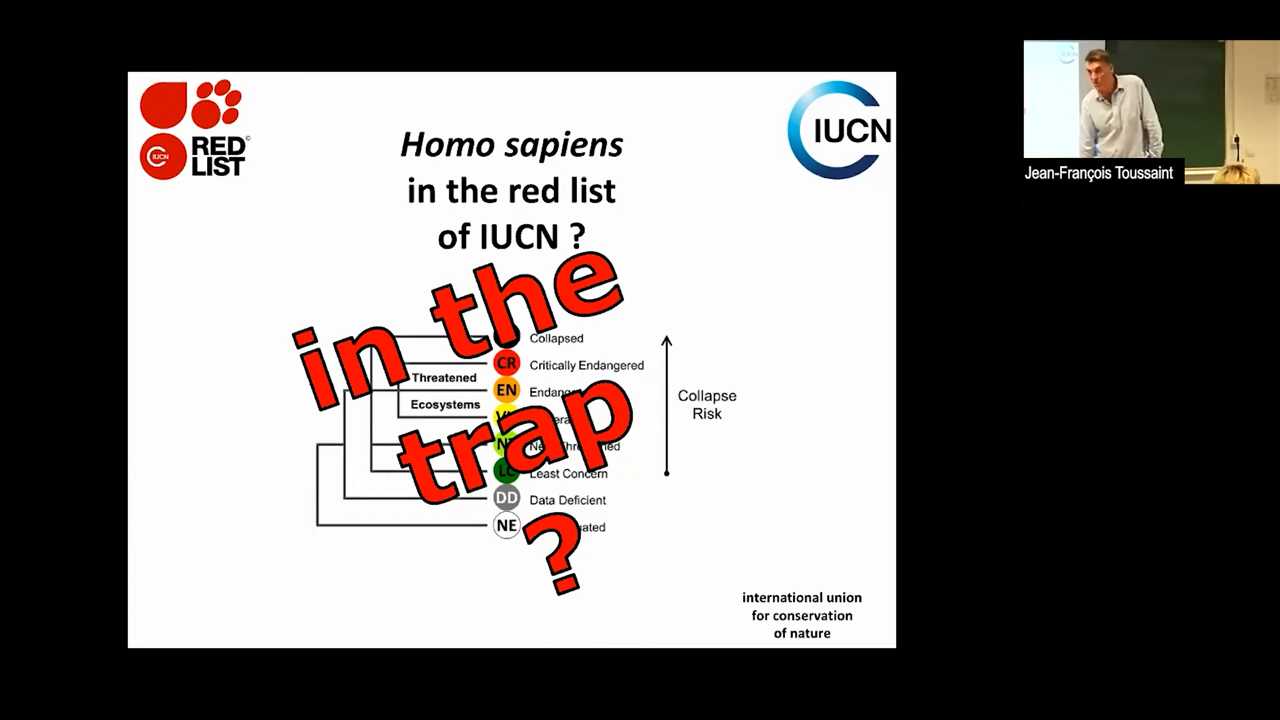 RED
LIST
©
IUCN
IUCN
Homo sapiens
in the red list
of IUCN ?
in the
trap
?
Collapsed
CR Critically Endangered
Threatened
EN
Ecosystems
DD Data Deficient
Least Concern
NE
Collapse
Risk
international union
for conservation
of nature
Jean-François Toussaint